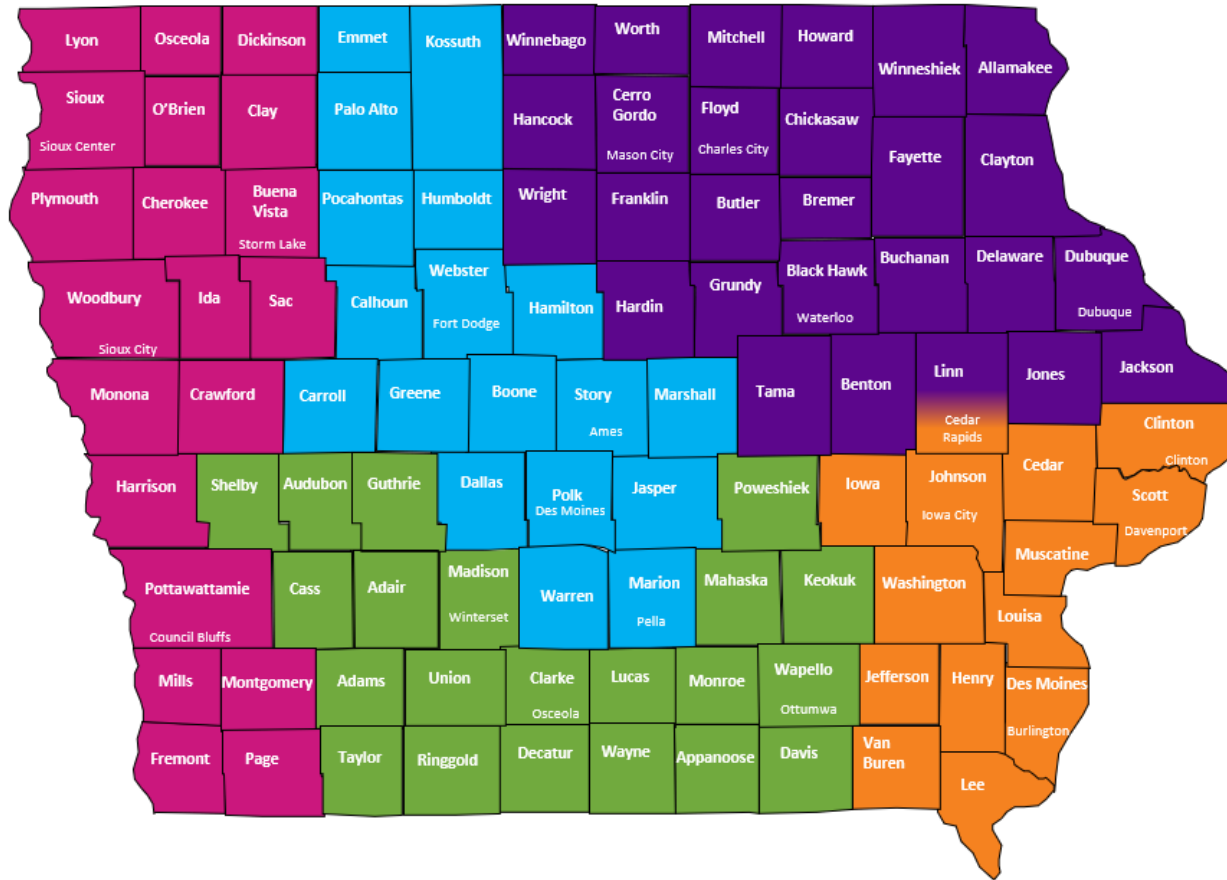 Lyon
Osceola
Dickinson
Emmet
Kossuth
Winnebago
Worth
Mitchell
Howard
Winneshiek
Allamakee
Sioux
Sioux Center
O'Brien
Clay
Palo Alto
Hancock
Cerro
Gordo
Mason City
Floyd
Charles City
Chickasaw
Fayette
Clayton
Plymouth
Cherokee
Buena
Vista
Storm Lake
Pocahontas
Humboldt
Wright
Franklin
Butler
Bremer
Woodbury
Sioux City
Ida
Sac
Calhoun
Webster
Fort Dodge
Hamilton
Hardin
Grundy
Black Hawk
Waterloo
Buchanan
Delaware
Dubuque
Dubuque
Monona
Crawford
Carroll
Greene
Boone
Story
Ames
Marshall
Tama
Benton
Linn
Cedar
Rapids
Jones
Jackson
Clinton
Clinton
Harrison
Shelby
Audubon
Guthrie
Dallas
Polk
Des Moines
Jasper
Poweshiek
Iowa
Johnson
Iowa City
Cedar
Scott
Davenport
Muscatine
Pottawattamie
Council Bluffs
Cass
Adair
Madison
Winterset
Warren
Marion
Pella
Mahaska
Keokuk
Washington
Louisa
Mills
Montgomery
Adams
Union
Clarke
Osceola
Lucas
Monroe
Wapello
Ottumwa
Jefferson
Henry
Des Moines
Burlington
Fremont
Page
Taylor
Ringgold
Decatur
Wayne
Appanoose
Davis
Van
Buren
Lee